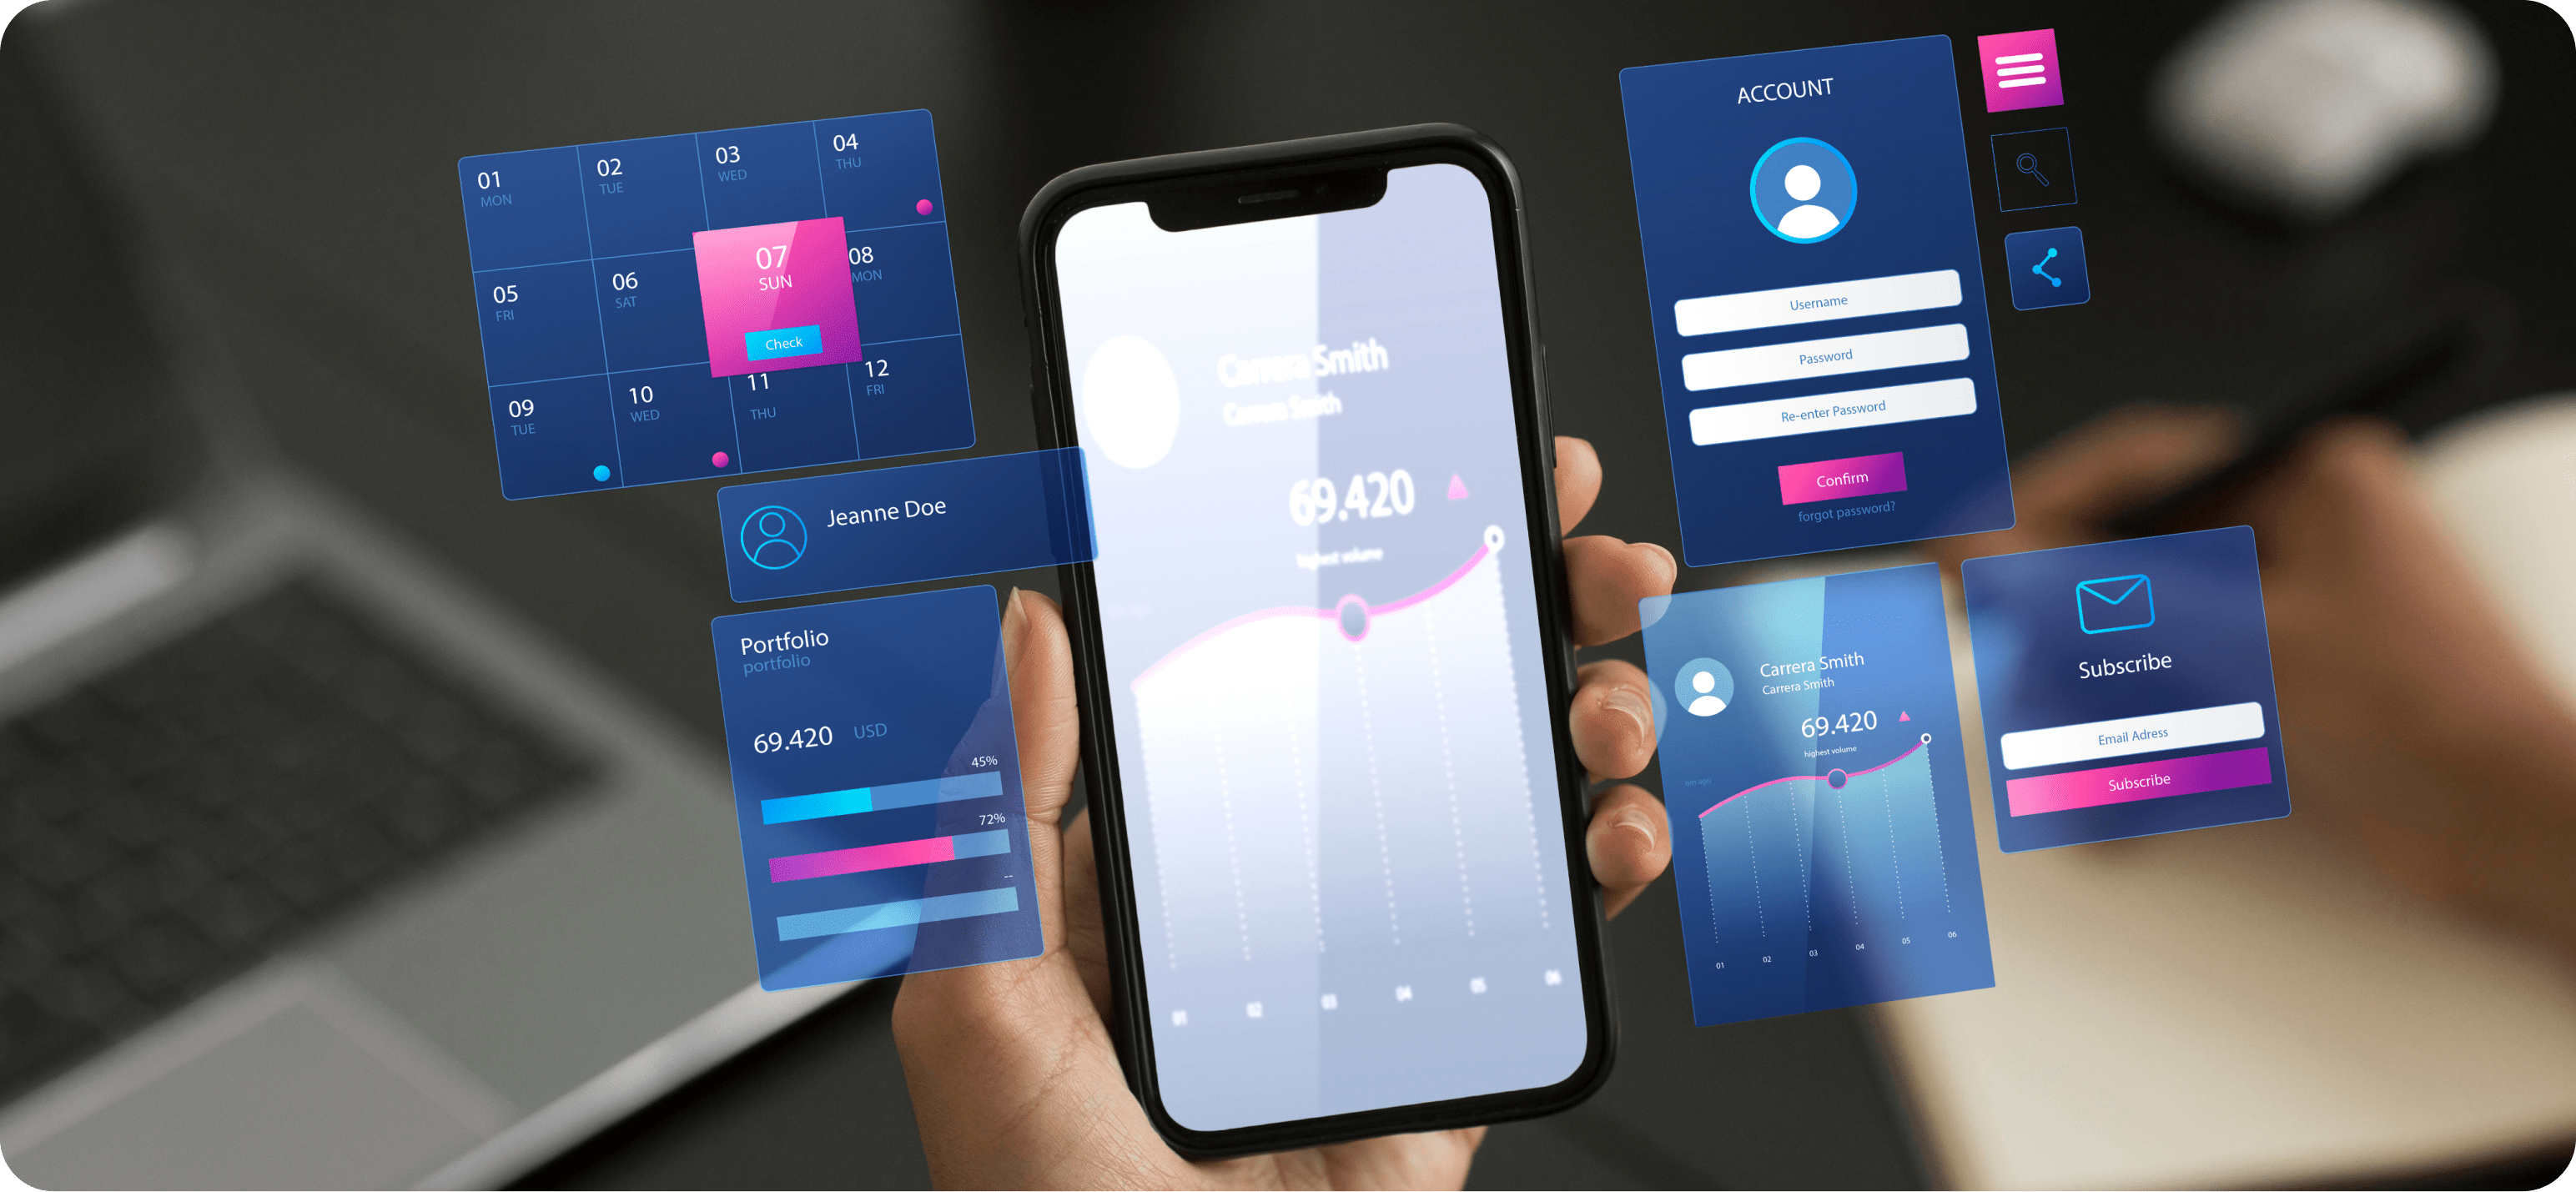 01
MON
02
TUE
03
WED
04
THU
05
FRI
06
SAT
07
SUN
Check
08
MON
09
TUE
10
WED
11
THU
12
FRI
Jeanne Doe
Portfolio
portfolio
69.420 USD
45%
72%
--
Carrera Smith
Carrera Smith
69.420
highest volume
01 02 03 04 05 06
ACCOUNT
Username
Password
Re-enter Password
Confirm
forgot password?
Carrera Smith
Carrera Smith
69.420
highest volume
01 02 03 04 05 06
Subscribe
Email Adress
Subscribe